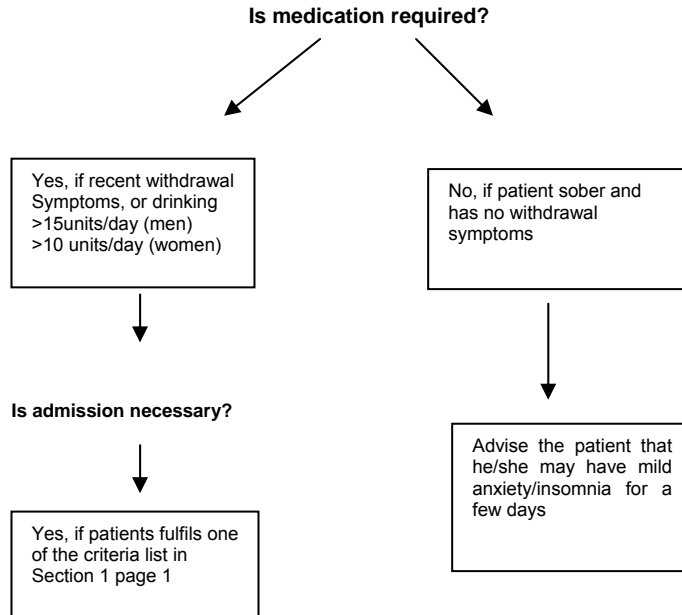 Is medication required?
Yes, if recent withdrawal
Symptoms, or drinking
>15units/day (men)
>10 units/day (women)
No, if patient sober and
has no withdrawal
symptoms
Is admission necessary?
Yes, if patients fulfils one
of the criteria list in
Section 1 page 1
Advise the patient that
he/she may have mild
anxiety/insomnia for a
few days